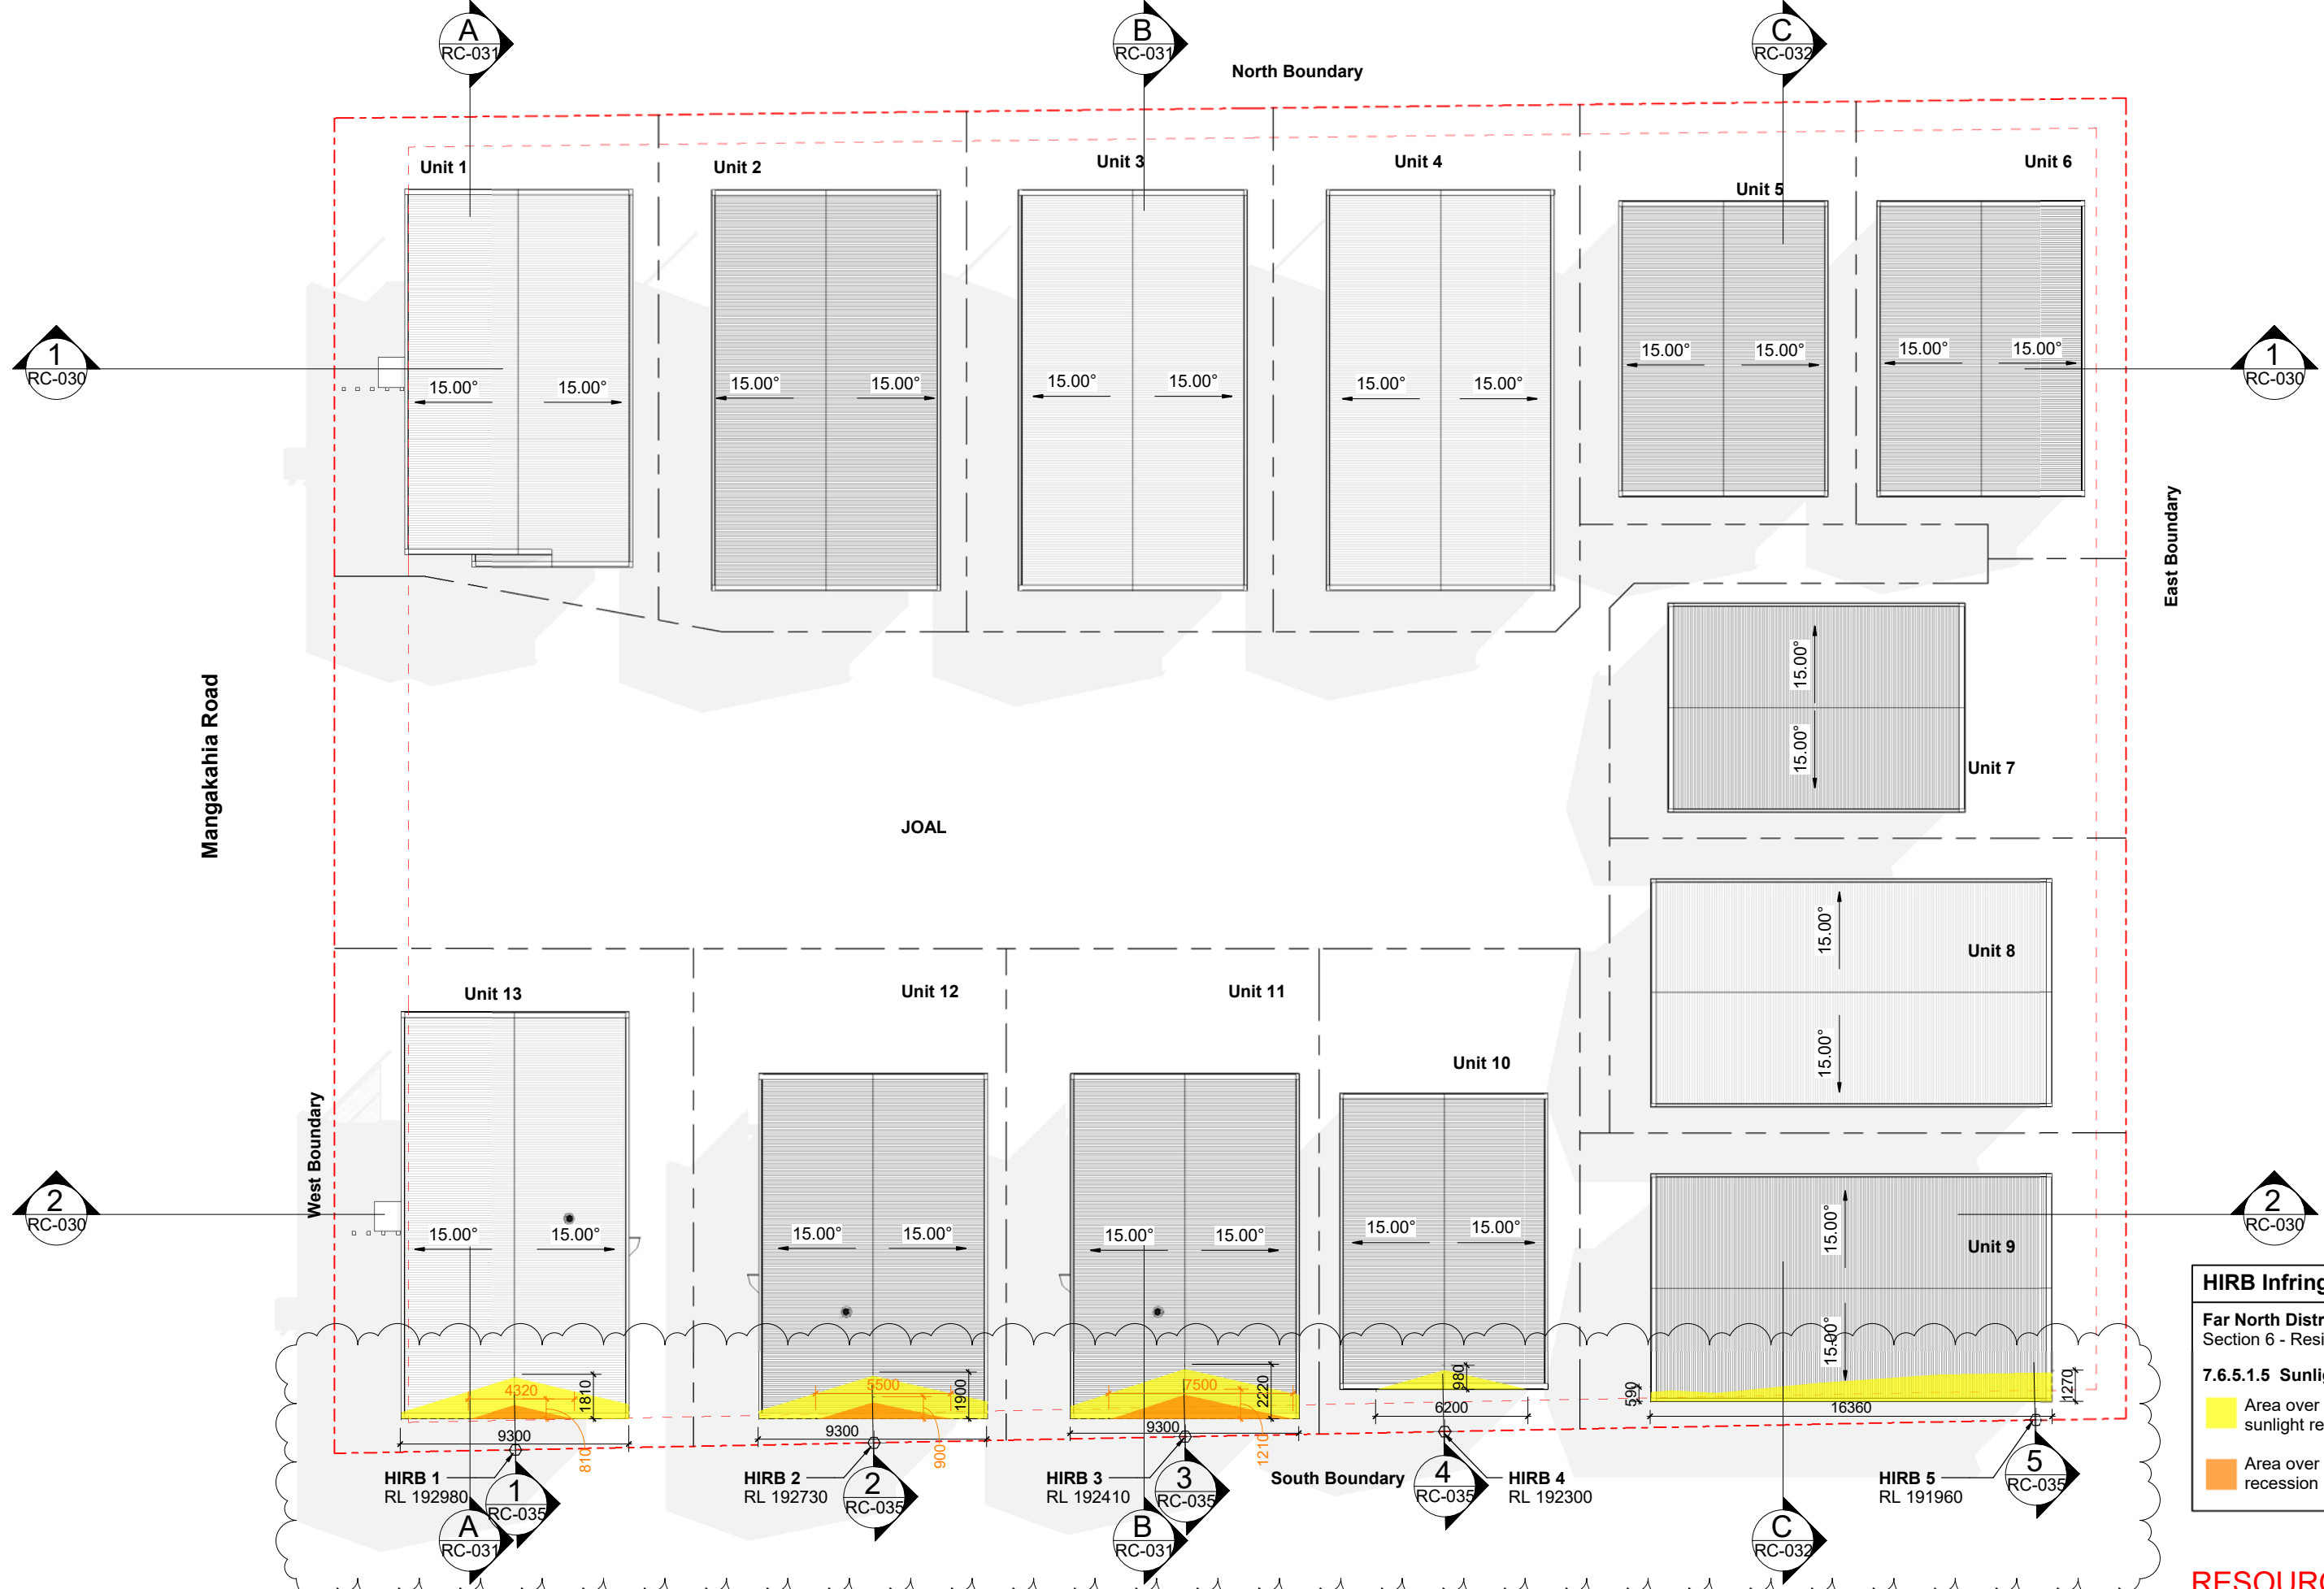 A
RC-031
B
RC-031
C
RC-032
North Boundary
Unit 1
Unit 2
Unit 3
Unit 4
Unit 5
Unit 6
1
RC-030
15.00°
15.00°
15.00°
15.00°
15.00°
15.00°
15.00°
15.00°
15.00°
15.00°
15.00°
15.00°
1
RC-030
East Boundary
Mangakahia Road
15.00°
15.00°
Unit 7
JOAL
15.00°
15.00°
Unit 8
Unit 13
Unit 12
Unit 11
Unit 10
West Boundary
2
RC-030
15.00°
15.00°
15.00°
15.00°
15.00°
15.00°
15.00°
15.00°
15.00°
15.00°
Unit 9
2
RC-030
HIRB Infring
Far North Distr
Section 6 - Resi
7.6.5.1.5 Sunli
Area over
sunlight re
Area over
recession
4320
1810
9300
810
5500
1900
9300
900
7500
2220
9300
1210
980
6200
590
16360
1270
HIRB 1
RL 192980
1
RC-035
HIRB 2
RL 192730
2
RC-035
HIRB 3
RL 192410
3
RC-035
South Boundary
4
RC-035
HIRB 4
RL 192300
HIRB 5
RL 191960
5
RC-035
A
RC-031
B
RC-031
C
RC-032
RESOURC